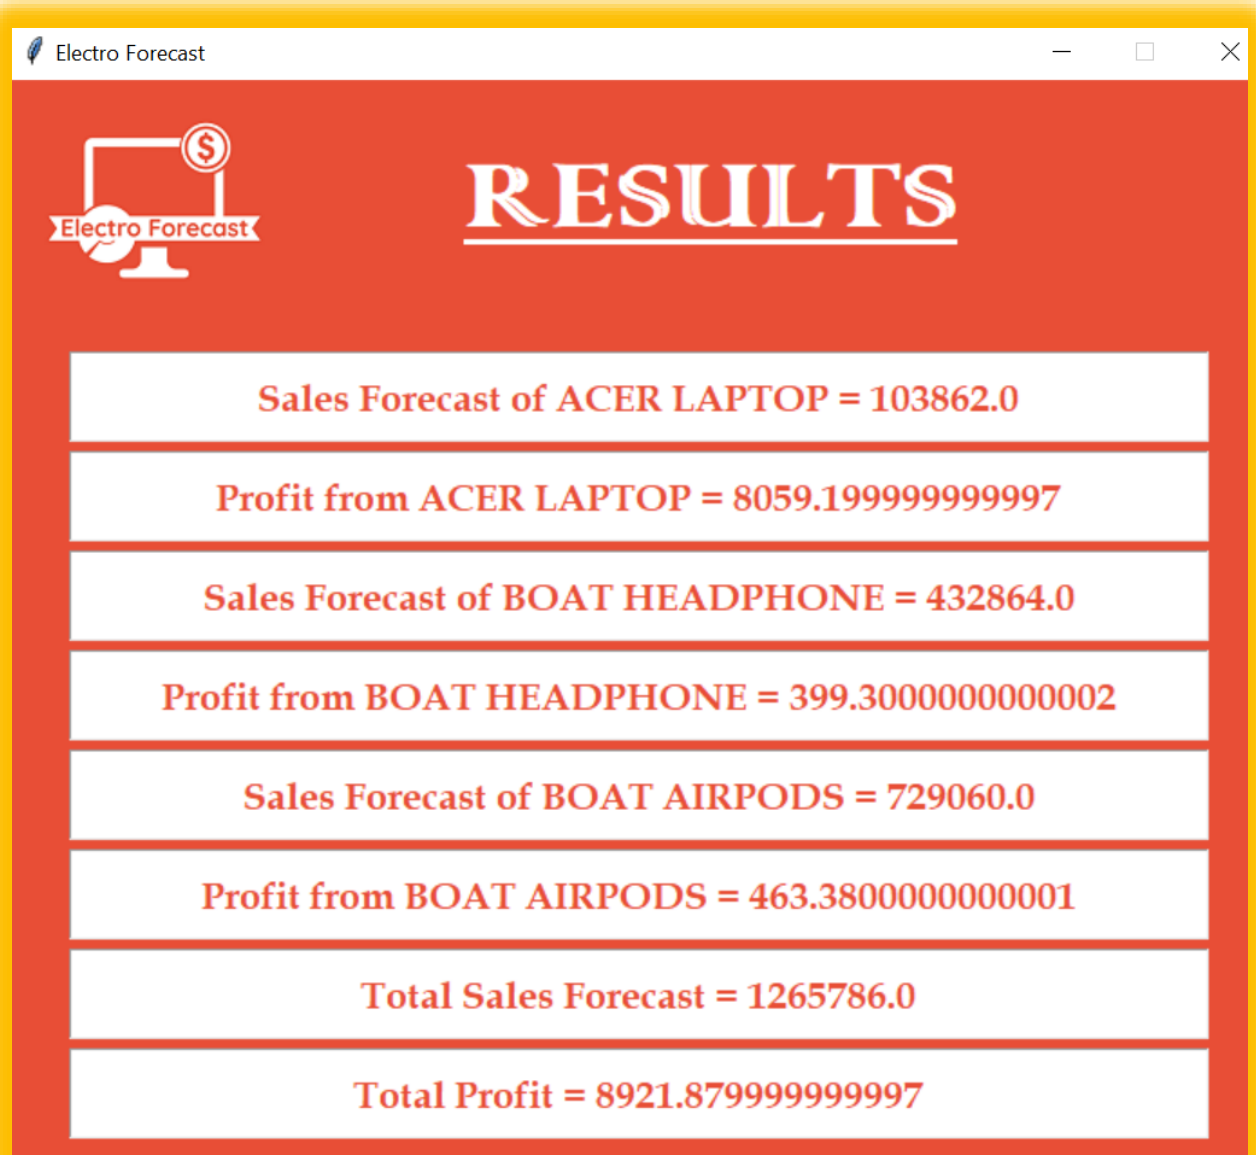 Electro Forecast
$
Electro Forecast
RESULTS
Sales Forecast of ACER LAPTOP = 103862.0
Profit from ACER LAPTOP = 8059.199999999997
Sales Forecast of BOAT HEADPHONE = 432864.0
Profit from BOAT HEADPHONE = 399.3000000000002
Sales Forecast of BOAT AIRPODS = 729060.0
Profit from BOAT AIRPODS = 463.3800000000001
Total Sales Forecast = 1265786.0
Total Profit = 8921.879999999997